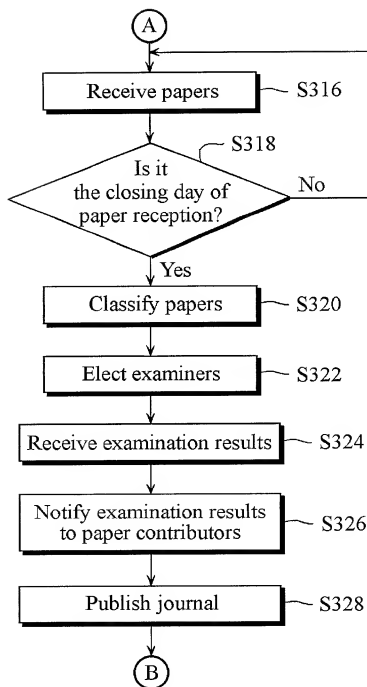 A
Receive papers
S316
S318
Is it
the closing day of
paper reception?
No
Yes
Classify papers
S320
Elect examiners
S322
Receive examination results
S324
Notify examination results
to paper contributors
S326
Publish journal
S328
B